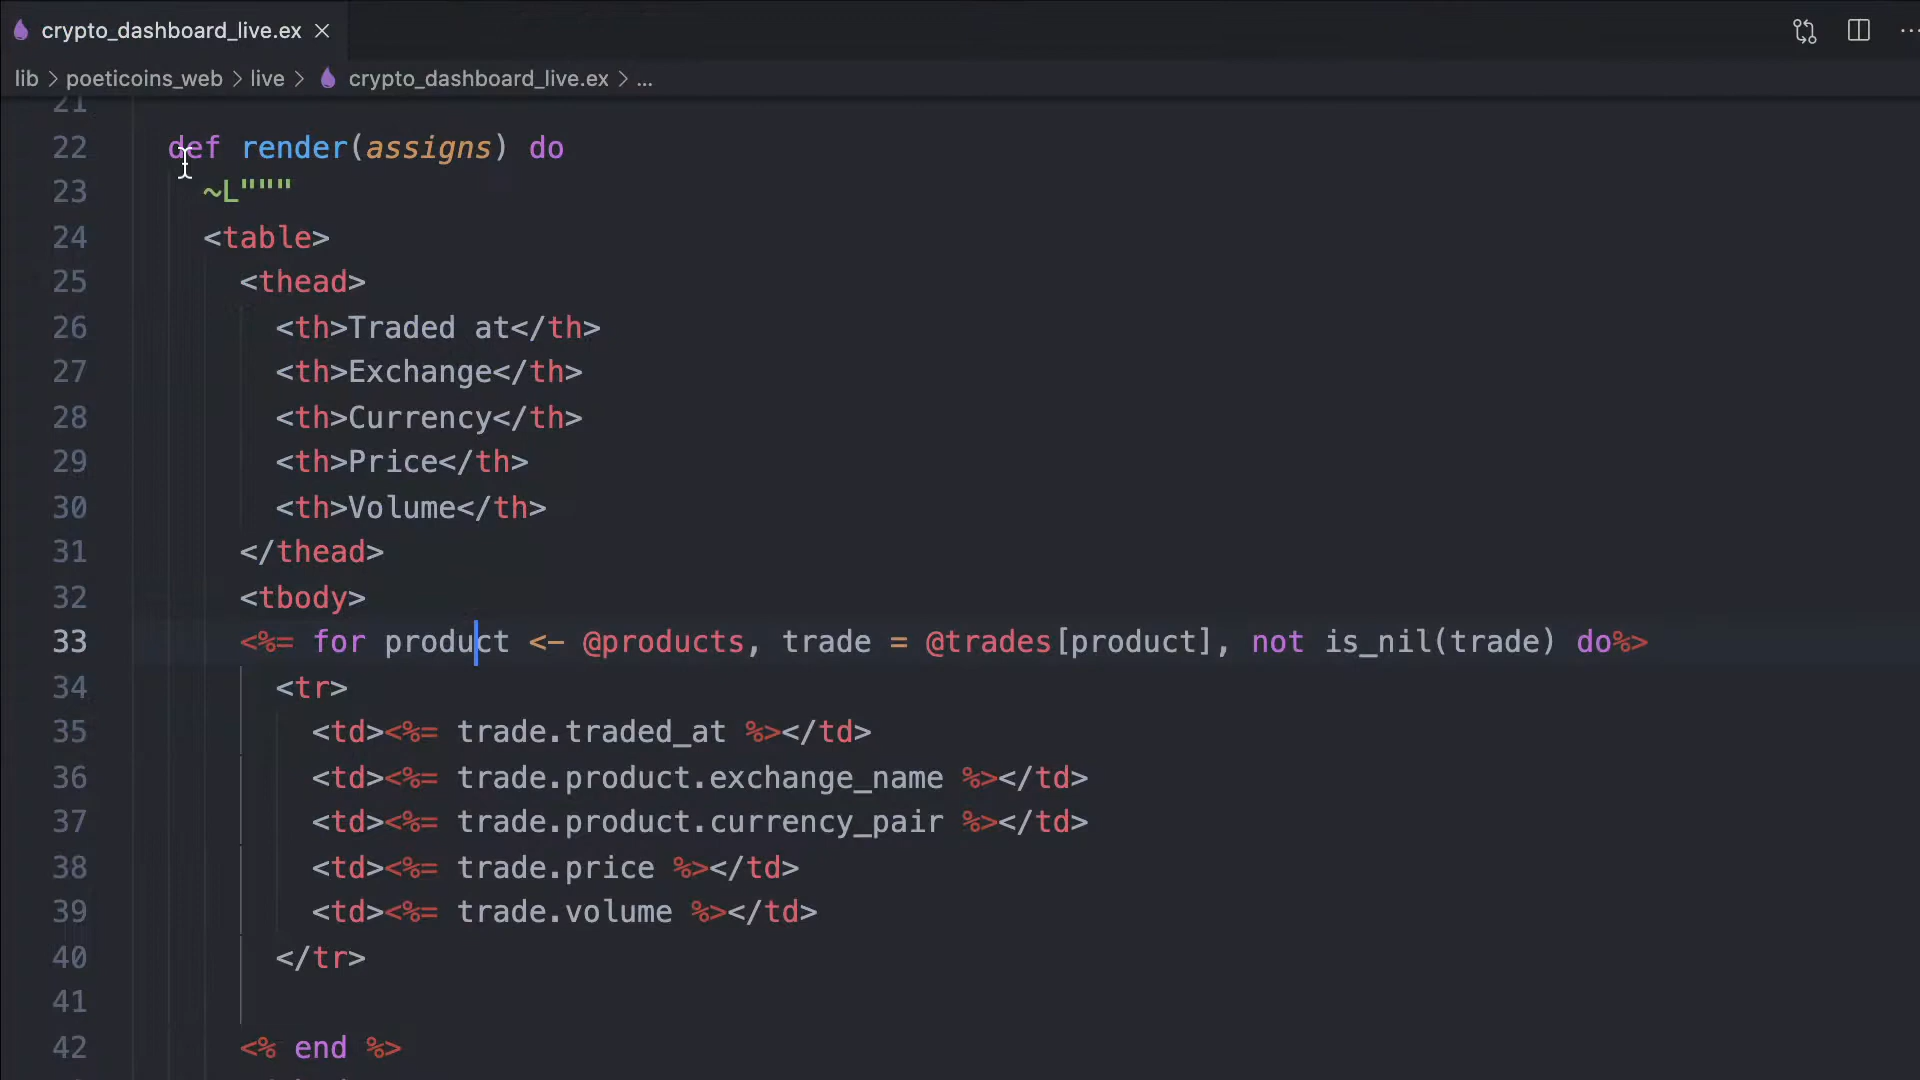 crypto_dashboard_live.ex
lib > poeticoins_web > live > crypto_dashboard_live.ex > ...
21
22 def render(assigns) do
23 ~L"""
24 <table>
25 <thead>
26 <th>Traded at</th>
27 <th>Exchange</th>
28 <th>Currency</th>
29 <th>Price</th>
30 <th>Volume</th>
31 </thead>
32 <tbody>
33 <%= for product <- @products, trade = @trades[product], not is_nil(trade) do%>
34 <tr>
35 <td><%= trade.traded_at %></td>
36 <td><%= trade.product.exchange_name %></td>
37 <td><%= trade.product.currency_pair %></td>
38 <td><%= trade.price %></td>
39 <td><%= trade.volume %></td>
40 </tr>
41
42 <% end %>